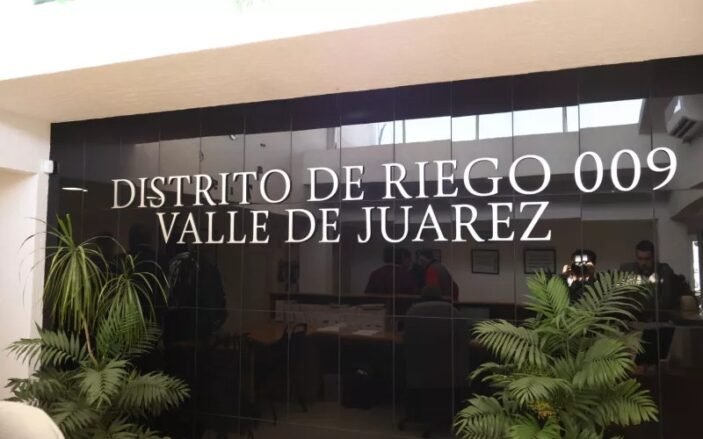 DISTRITO DE RIEGO 009
VALLE DE JUAREZ